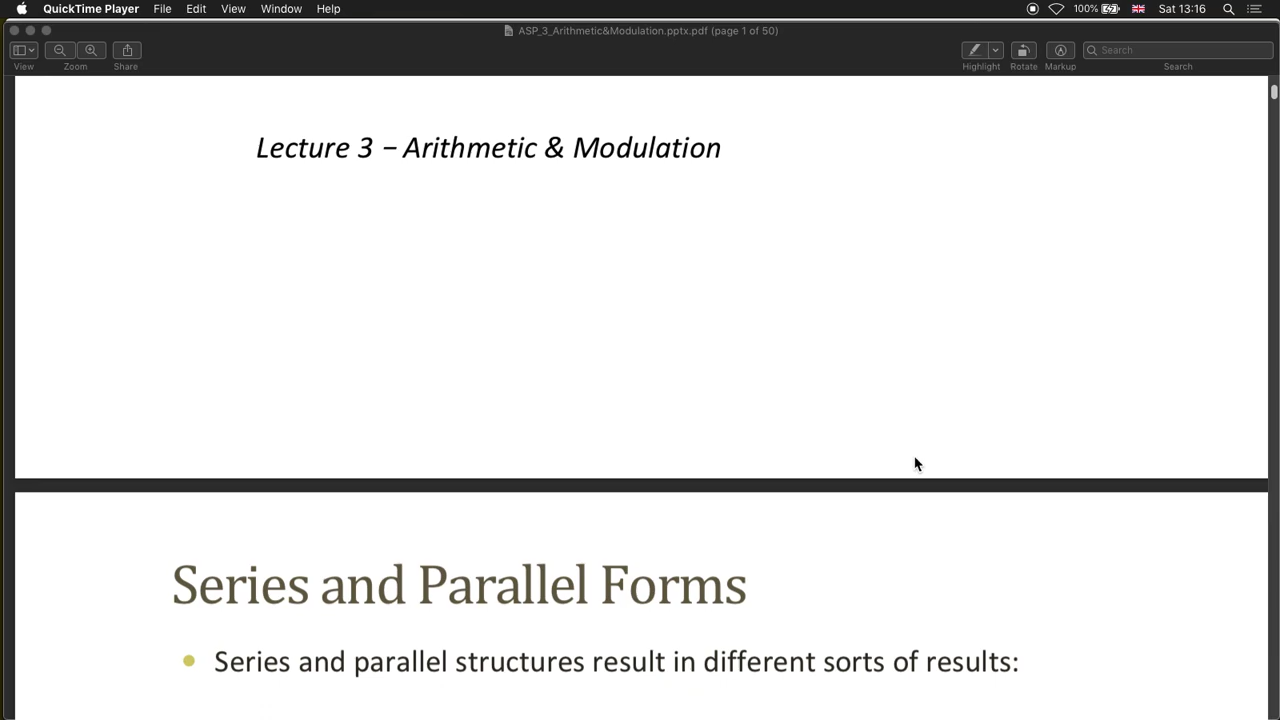 QuickTime Player File Edit View Window Help 100% Sat 13:16
ASP_3_Arithmetic&Modulation.pptx.pdf (page 1 of 50)
Search
View Zoom Share Highlight Rotate Markup Search
Lecture 3 – Arithmetic & Modulation
Series and Parallel Forms
Series and parallel structures result in different sorts of results: